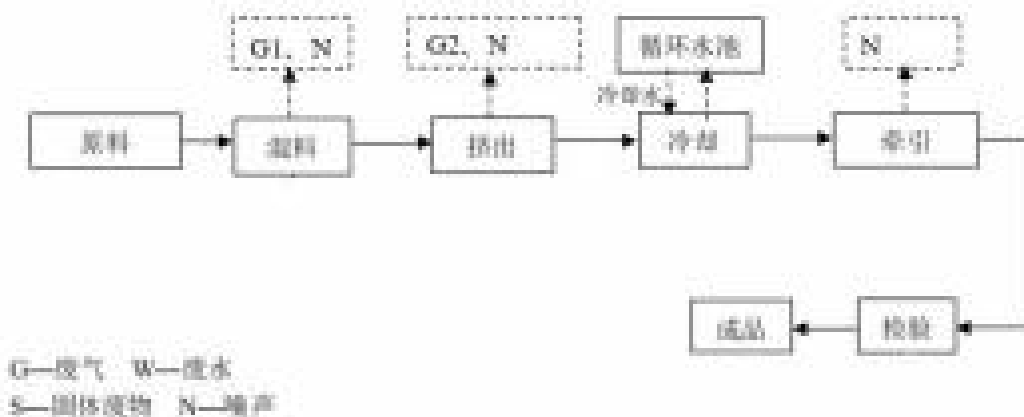 G1、N
G2、N
循环水池
N
冷却水
原料
混料
挤出
冷却
牵引
成品
检验
G—废气 W—废水
S—固体废物 N—噪声